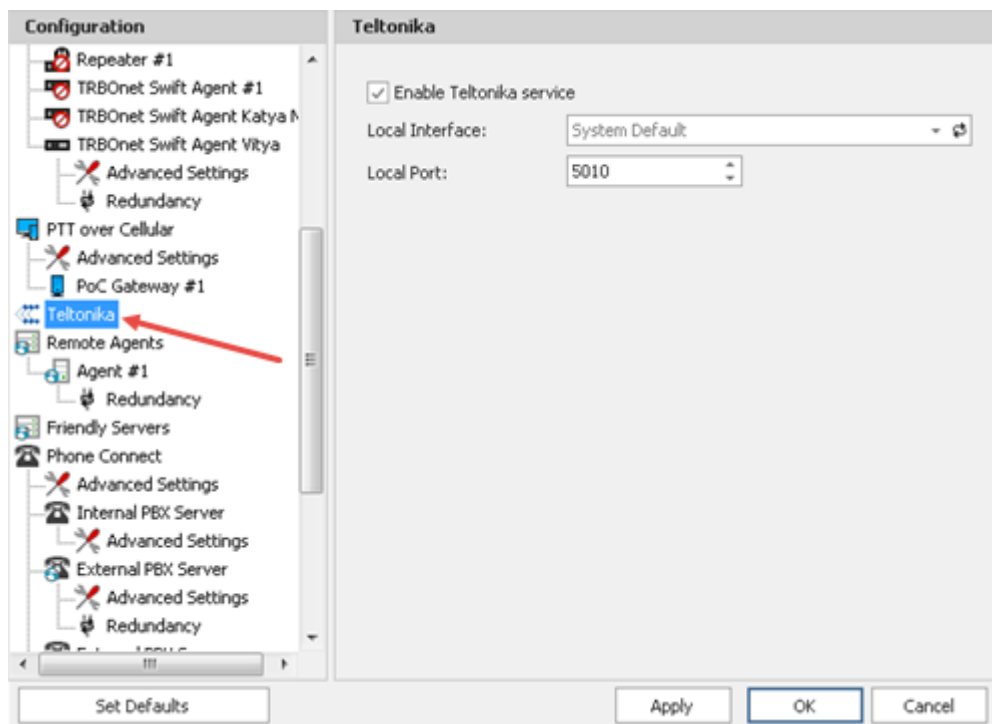 Configuration
Repeater #1
TRBOnet Swift Agent #1
TRBOnet Swift Agent Katya
TRBOnet Swift Agent Vitya
Advanced Settings
Redundancy
PTT over Cellular
Advanced Settings
PoC Gateway #1
Teltonika
Remote Agents
Agent #1
Redundancy
Friendly Servers
Phone Connect
Advanced Settings
Internal PBX Server
Advanced Settings
External PBX Server
Advanced Settings
Redundancy
Set Defaults
Teltonika
Enable Teltonika service
Local Interface: System Default
Local Port: 5010
Apply OK Cancel